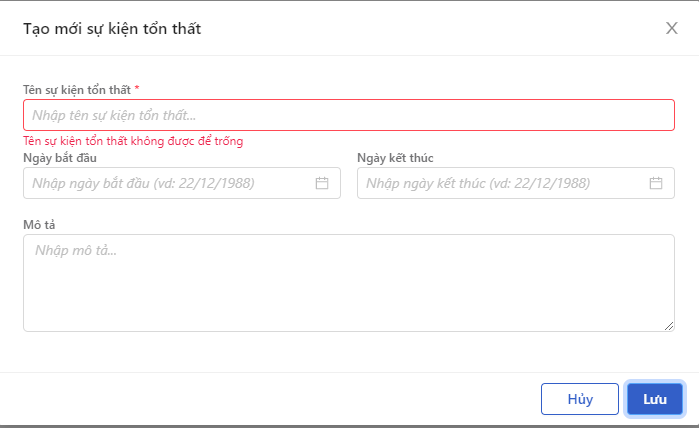 Tạo mới sự kiện tổn thất
X
Tên sự kiện tổn thất *
Nhập tên sự kiện tổn thất...
Tên sự kiện tổn thất không được để trống
Ngày bắt đầu Ngày kết thúc
Nhập ngày bắt đầu (vd: 22/12/1988) Nhập ngày kết thúc (vd: 22/12/1988)
Mô tả
Nhập mô tả...
Hủy Lưu